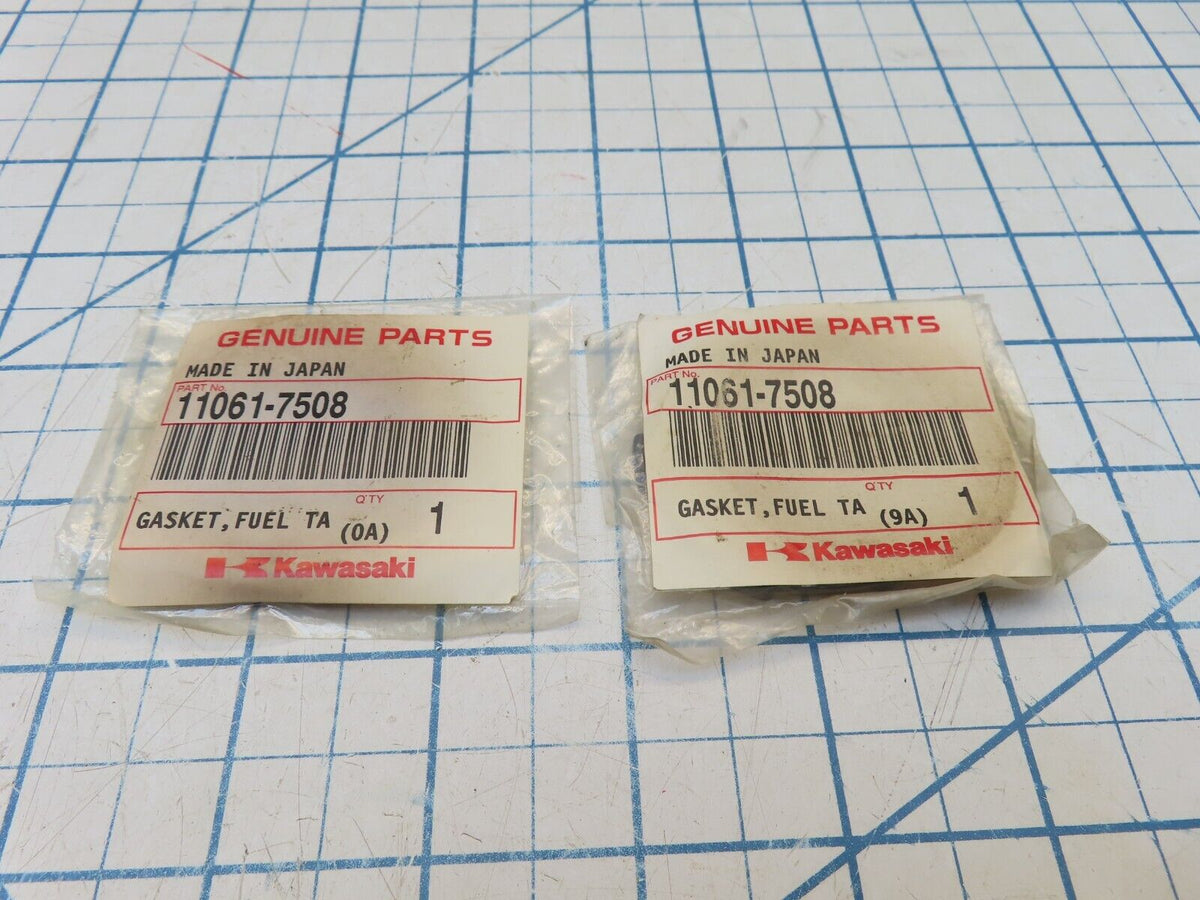 GENUINE PARTS
MADE IN JAPAN
PART No.
11061-7508
Q'TY
GASKET,FUEL TA (0A) 1
Kawasaki
GENUINE PARTS
MADE IN JAPAN
PART No.
11061-7508
Q'TY
GASKET,FUEL TA (9A) 1
Kawasaki